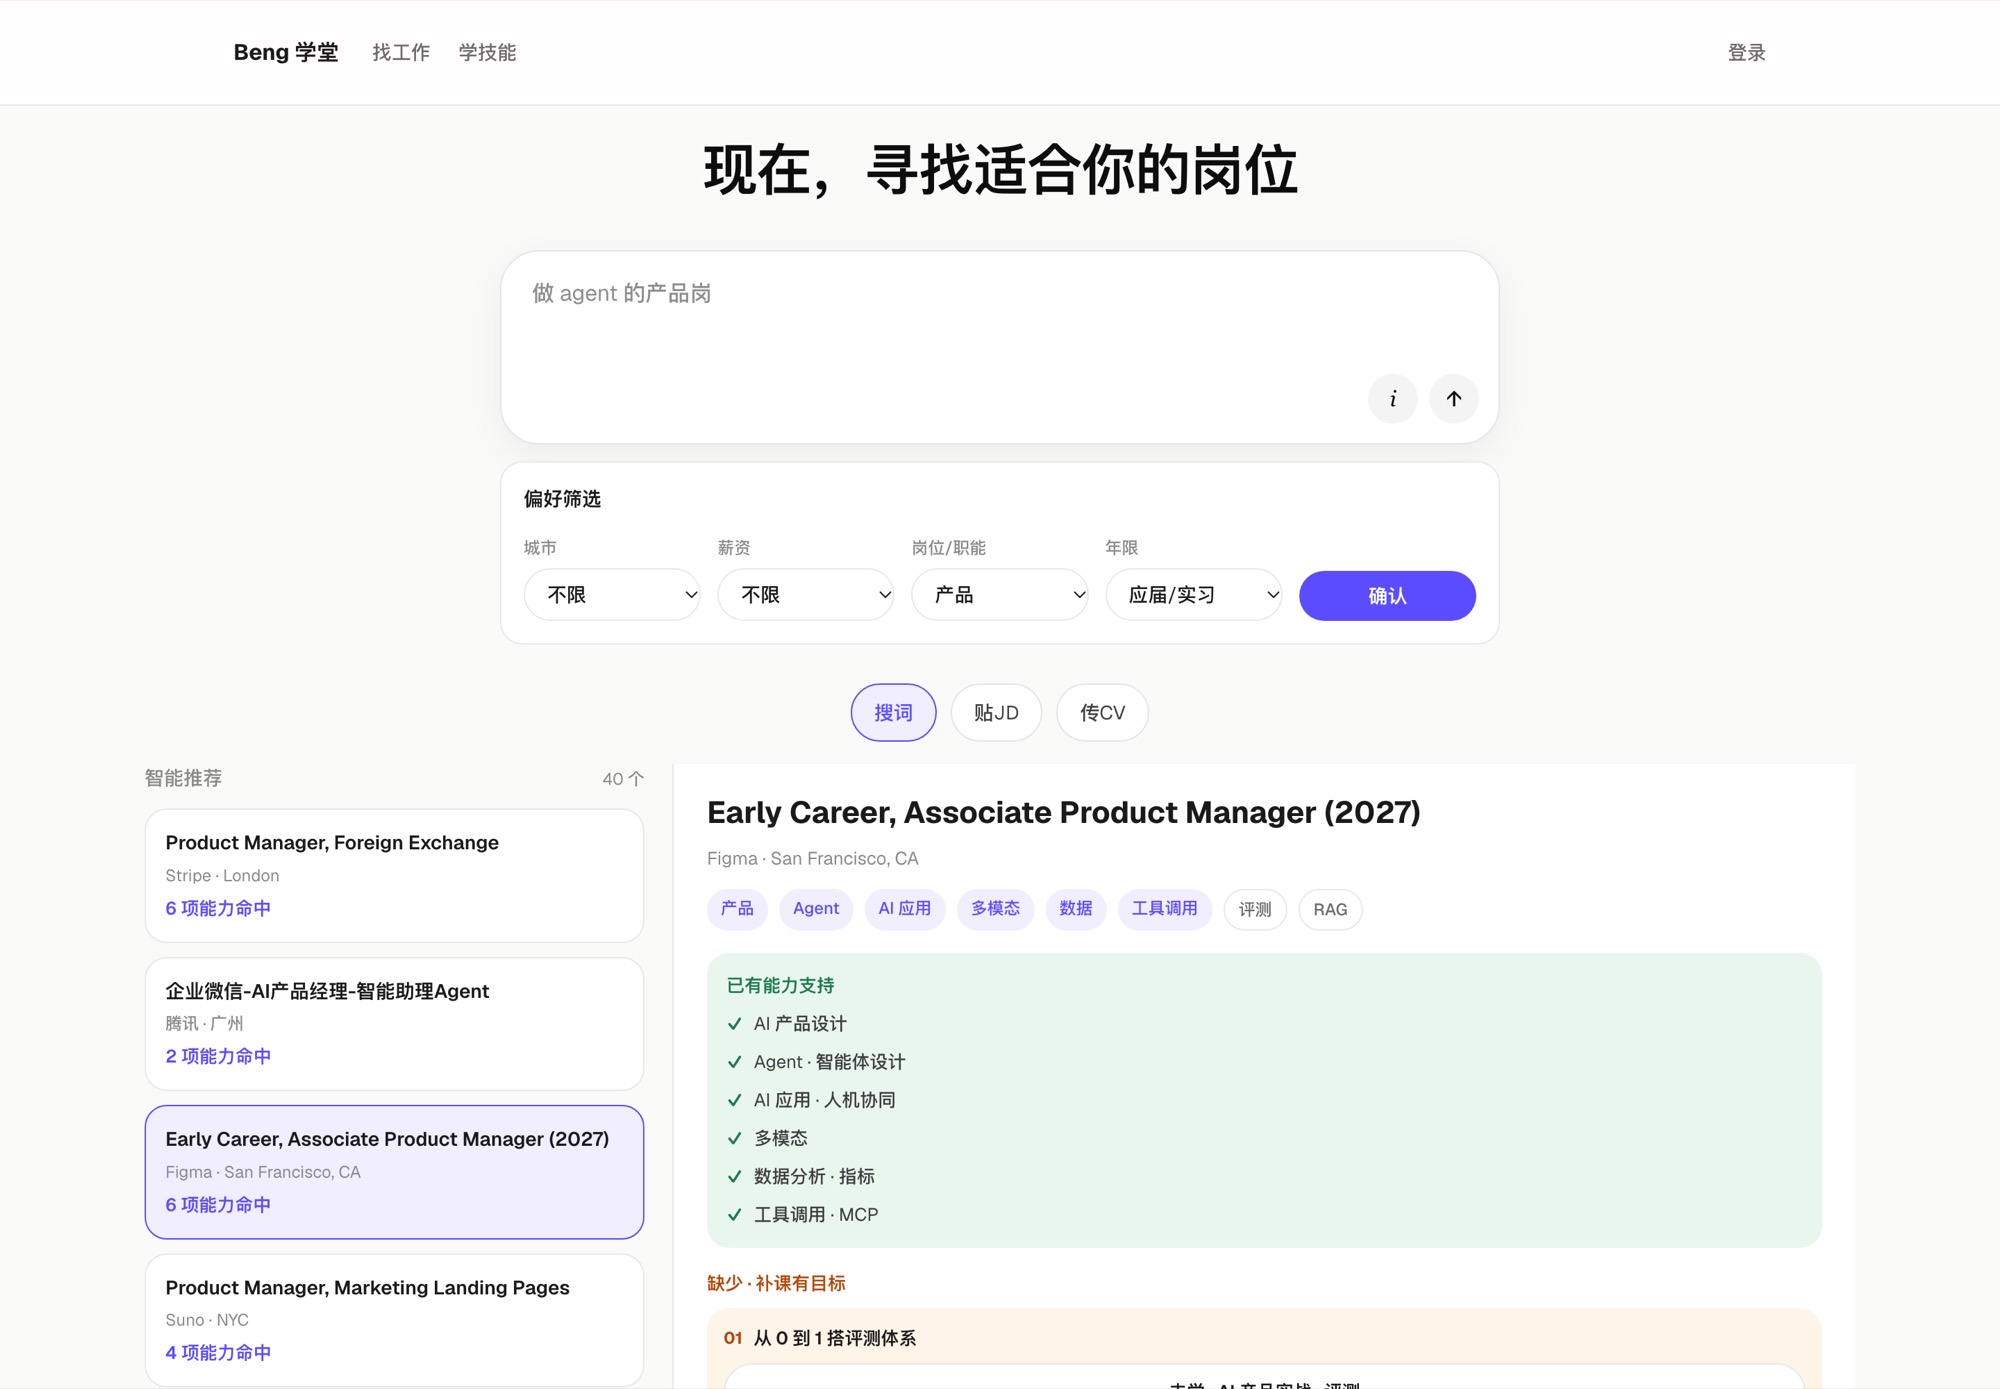 Beng 学堂 找工作 学技能 登录
现在，寻找适合你的岗位
做 agent 的产品岗
i
偏好筛选
城市 薪资 岗位/职能 年限
不限 不限 产品 应届/实习 确认
搜词 贴JD 传CV
智能推荐 40 个
Product Manager, Foreign Exchange
Stripe · London
6 项能力命中
企业微信-AI产品经理-智能助理Agent
腾讯 · 广州
2 项能力命中
Early Career, Associate Product Manager (2027)
Figma · San Francisco, CA
6 项能力命中
Product Manager, Marketing Landing Pages
Suno · NYC
4 项能力命中
Early Career, Associate Product Manager (2027)
Figma · San Francisco, CA
产品 Agent AI 应用 多模态 数据 工具调用 评测 RAG
已有能力支持
AI 产品设计
Agent · 智能体设计
AI 应用 · 人机协同
多模态
数据分析 · 指标
工具调用 · MCP
缺少 · 补课有目标
01 从 0 到 1 搭评测体系